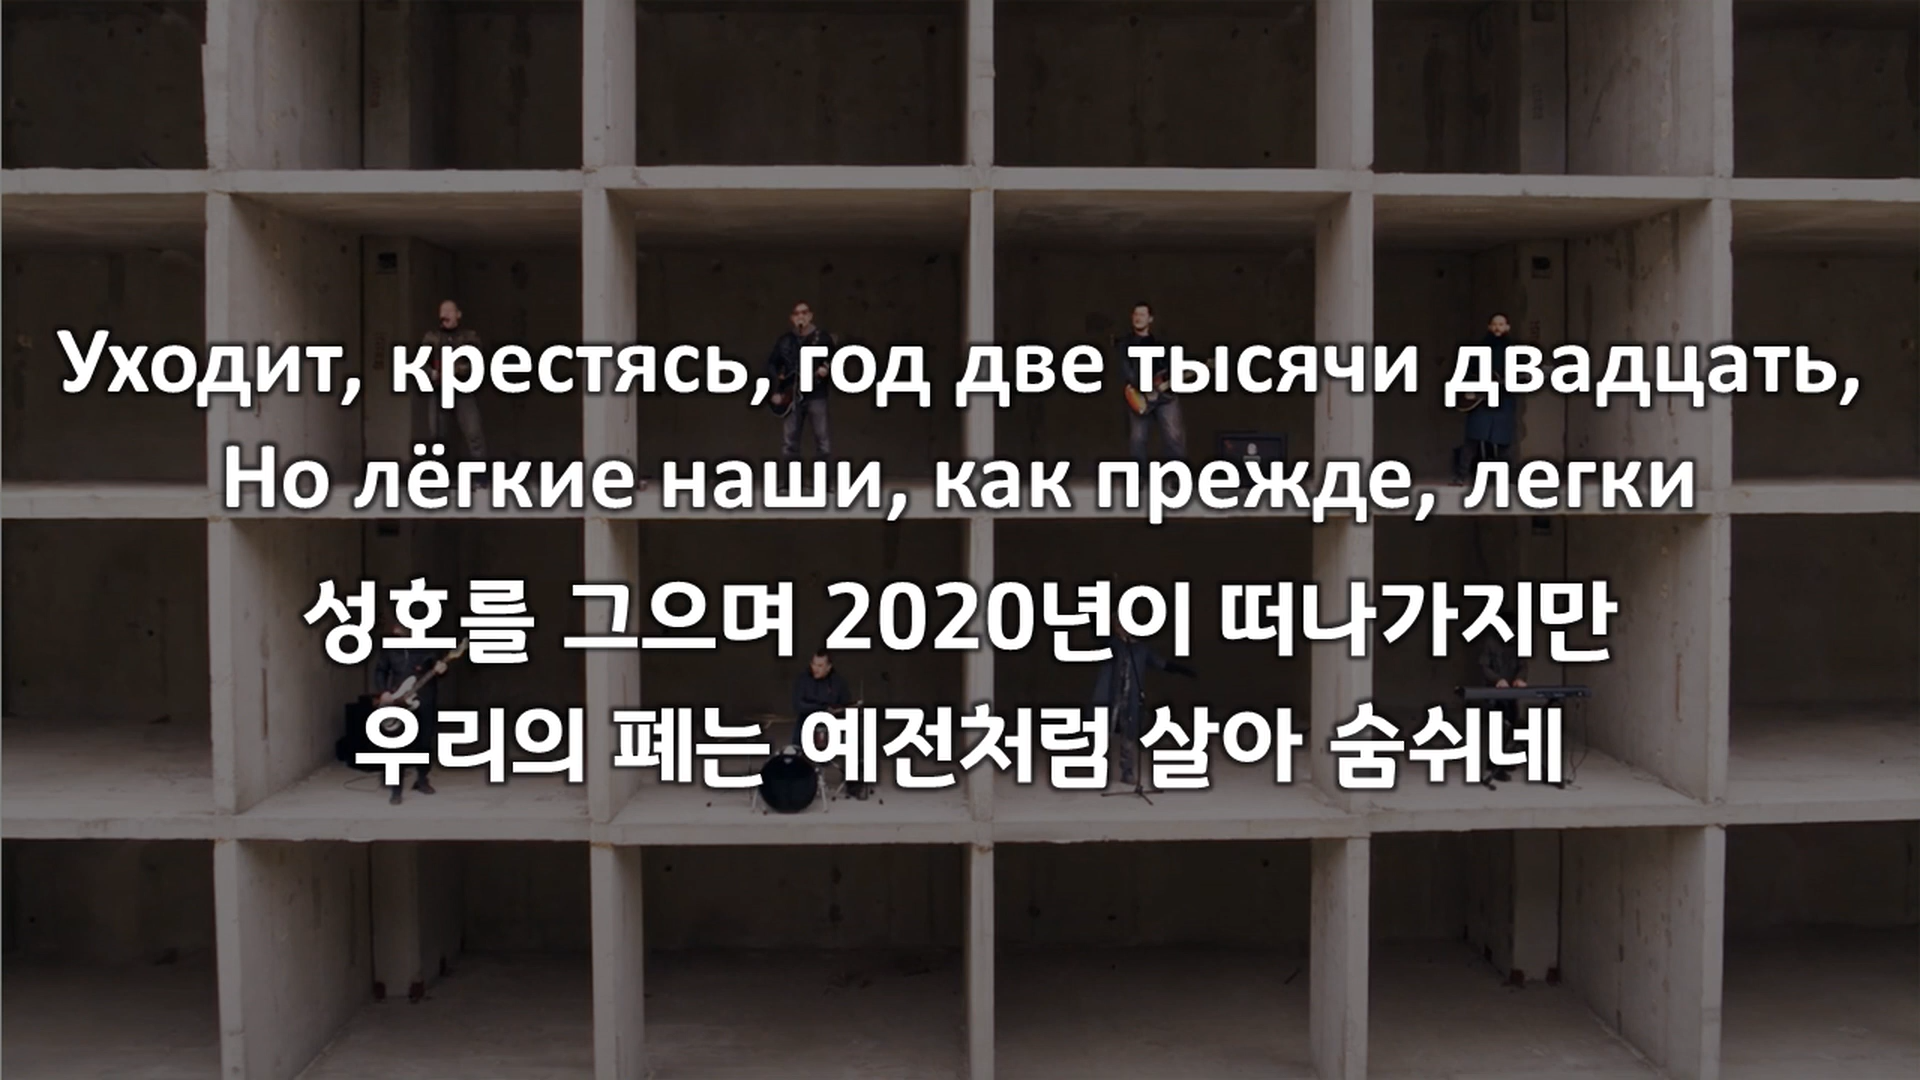 Уходит, крестясь, год две тысячи двадцать,
Но лёгкие наши, как прежде, легки
성호를 그으며 2020년이 떠나가지만
우리의 폐는 예전처럼 살아 숨쉬네